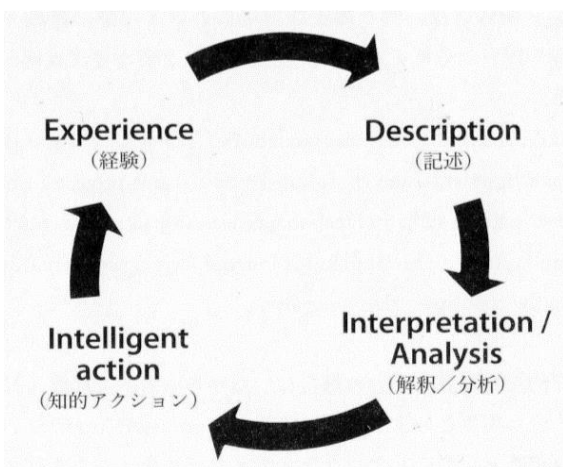 Experience
（経験）
Description
（記述）
Interpretation /
Analysis
（解釈／分析）
Intelligent
action
（知的アクション）